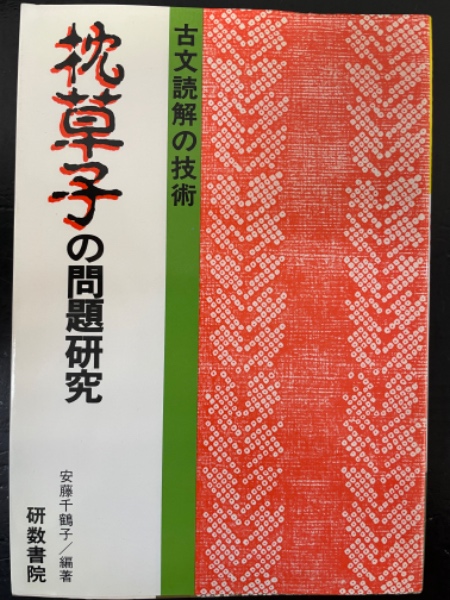 古文読解の技術
枕草子の問題研究
安藤千鶴子/編著
研数書院